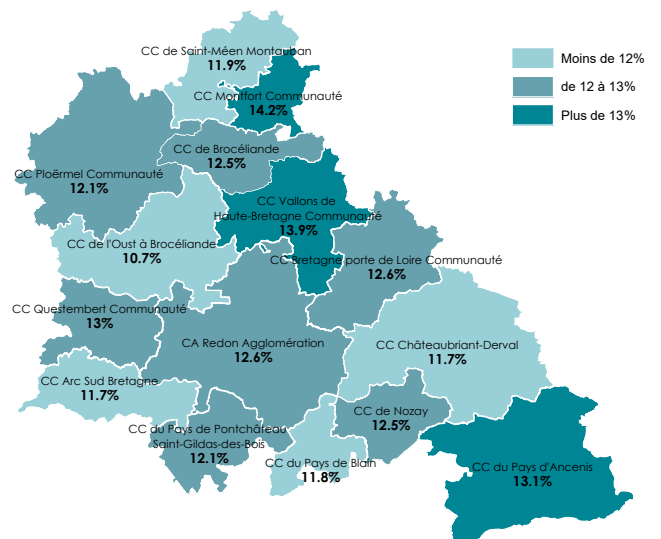 CC de Saint-Méen Montauban
11.9%
Moins de 12%
de 12 à 13%
Plus de 13%
CC Montfort Communauté
14.2%
CC de Brocéliande
12.5%
CC Ploërmel Communauté
12.1%
CC Vallons de
Haute-Bretagne Communauté
13.9%
CC de l'Oust à Brocéliande
10.7%
CC Bretagne porte de Loire Communauté
12.6%
CC Questembert Communauté
13%
CA Redon Agglomération
12.6%
CC Châteaubriant-Derval
11.7%
CC Arc Sud Bretagne
11.7%
CC de Nozay
12.5%
CC du Pays de Pontchâteau
Saint-Gildas-des-Bois
12.1%
CC du Pays de Blain
11.8%
CC du Pays d'Ancenis
13.1%